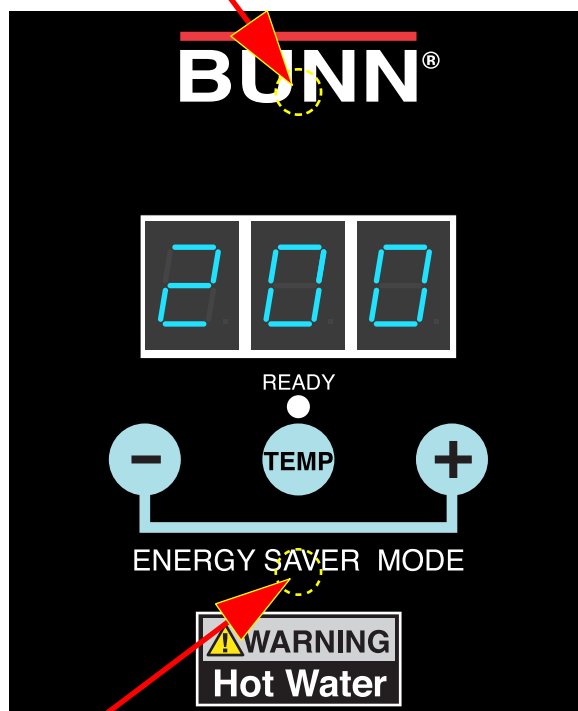 BUNN®
200
READY
- TEMP +
ENERGY SAVER MODE
WARNING
Hot Water